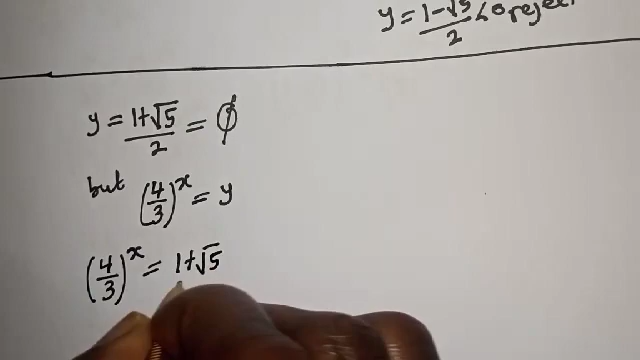 y = (1-√5)/2 < 0 reject
y = (1+√5)/2 = φ
but (4/3)^x = y
(4/3)^x = 1+√5